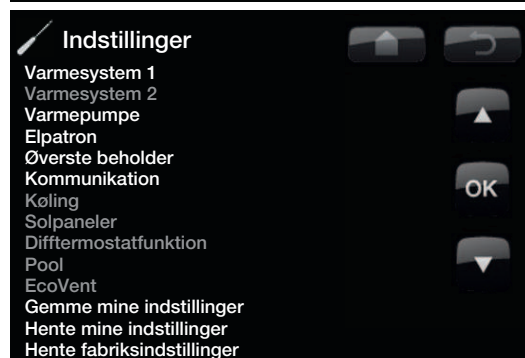 Indstillinger
Varmesystem 1
Varmesystem 2
Varmepumpe
Elpatron
Øverste beholder
Kommunikation
OK
Køling
Solpaneler
Difftermostatfunktion
Pool
EcoVent
Gemme mine indstillinger
Hente mine indstillinger
Hente fabriksindstillinger